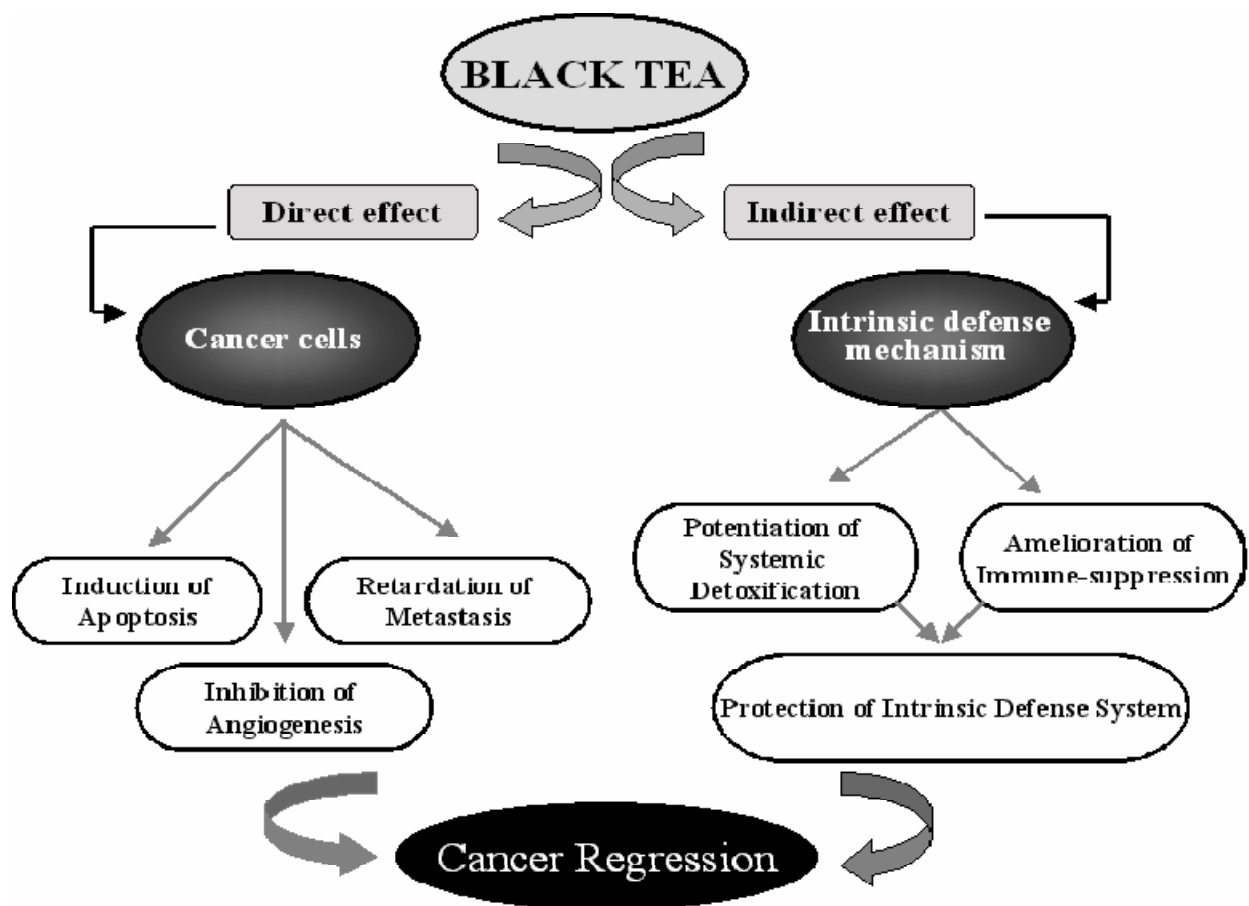 BLACK TEA
Direct effect
Indirect effect
Cancer cells
Intrinsic defense
mechanism
Induction of
Apoptosis
Retardation of
Metastasis
Inhibition of
Angiogenesis
Potentiation of
Systemic
Detoxification
Amelioration of
Immune-suppression
Protection of Intrinsic Defense System
Cancer Regression